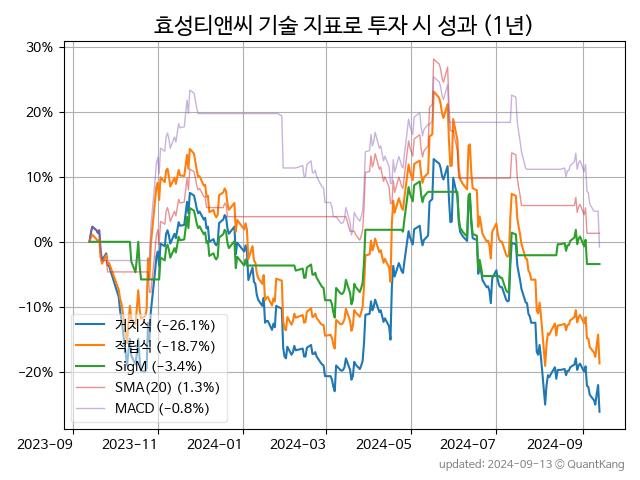 효성티앤씨 기술 지표로 투자 시 성과 (1년)
30%
20%
10%
0%
−10%
−20%
거치식 (−26.1%)
적립식 (−18.7%)
SigM (−3.4%)
SMA(20) (1.3%)
MACD (−0.8%)
2023-09
2023-11
2024-01
2024-03
2024-05
2024-07
2024-09
updated: 2024-09-13 © QuantKang